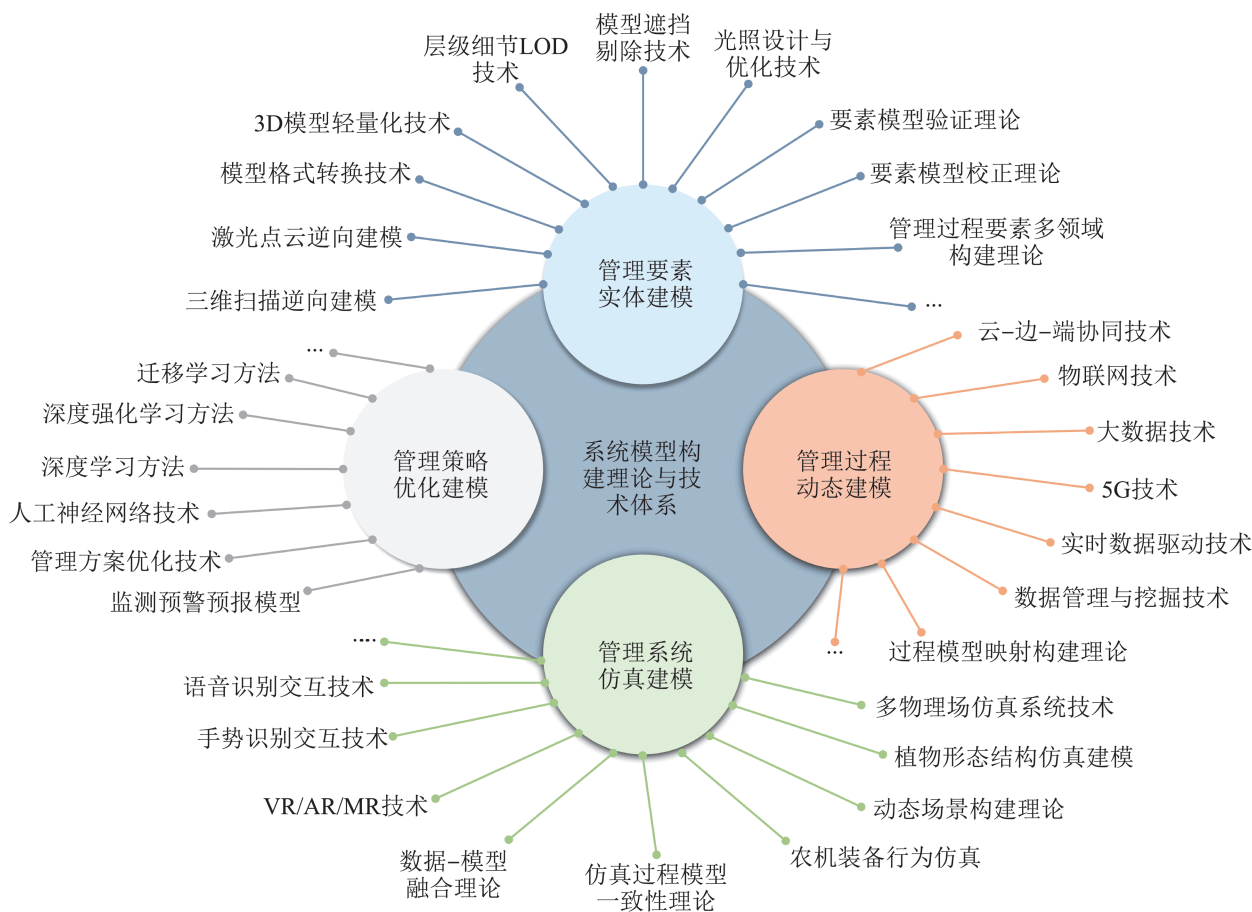 模型遮挡
剔除技术
层级细节LOD
技术
光照设计与
优化技术
3D模型轻量化技术
要素模型验证理论
模型格式转换技术
要素模型校正理论
激光点云逆向建模
管理过程要素多领域
构建理论
三维扫描逆向建模
...
管理要素
实体建模
...
迁移学习方法
深度强化学习方法
深度学习方法
人工神经网络技术
管理方案优化技术
监测预警预报模型
管理策略
优化建模
系统模型构
建理论与技
术体系
管理过程
动态建模
云-边-端协同技术
物联网技术
大数据技术
5G技术
实时数据驱动技术
数据管理与挖掘技术
过程模型映射构建理论
...
管理系统
仿真建模
....
语音识别交互技术
手势识别交互技术
VR/AR/MR技术
数据-模型
融合理论
仿真过程模型
一致性理论
农机装备行为仿真
动态场景构建理论
植物形态结构仿真建模
多物理场仿真系统技术